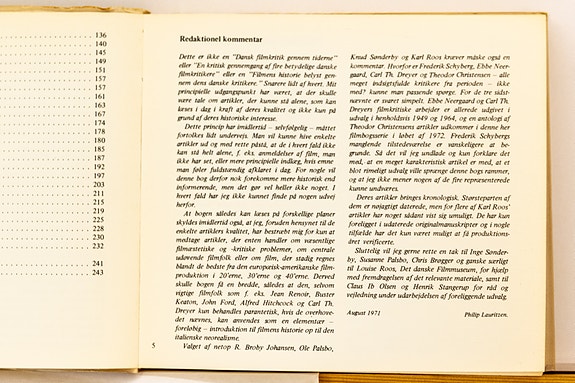 136
140
145
149
151
157
161
163
167
174
178
180
185
187
192
197
203
211
215
219
225
228
230
232
241
243
Redaktionel kommentar
Dette er ikke en "Dansk filmkritik gennem tiderne"
eller "En kritisk gennemgang af fire betydelige danske
filmkritikere" eller en "Filmens historie belyst gen-
nem dens danske kritikere." Snarere lidt af hvert. Mit
principielle udgangspunkt har været, at der skulle
være tale om artikler, der kunne stå alene, som kan
læses i dag i kraft af deres kvalitet og ikke kun på
grund af deres historiske interesse.
Dette princip har imidlertid – selvfølgelig – måttet
fortolkes lidt undervejs. Man vil kunne hive enkelte
artikler ud og med rette påstå, at de i hvert fald ikke
kan stå helt alene, f. eks. anmeldelser af film, man
ikke har set, eller mere principielle indlæg, hvis emne
man føler fuldstændig afklaret i dag. For nogle vil
denne bog derfor nok forekomme mere historisk end
informerende, men det gør vel heller ikke noget. I
hvert fald har jeg ikke kunnet finde på nogen udvej
herfor.
At bogen således kan læses på forskellige planer
skyldes imidlertid også, at jeg, foruden hensynet til de
enkelte artiklers kvalitet, har bestræbt mig for kun at
medtage artikler, der enten handler om væsentlige
filmæstetiske og -kritiske problemer, om centrale
udøvende filmfolk eller om film, der stadig regnes
blandt de bedste fra den europæisk-amerikanske film-
produktion i 20'erne, 30'erne og 40'erne. Derved
skulle bogen få en bredde, således at den, selvom
vigtige filmfolk som f. eks. Jean Renoir, Buster
Keaton, John Ford, Alfred Hitchcock og Carl Th.
Dreyer kun behandles parantetisk, hvis de overhove-
det nævnes, kan anvendes som en elementær –
foreløbig – introduktion til filmens historie op til den
italienske neorealisme.
Valget af netop R. Broby Johansen, Ole Palsbo,
5
Knud Sønderby og Karl Roos kræver måske også en
kommentar. Hvorfor er Frederik Schyberg, Ebbe Neer-
gaard, Carl Th. Dreyer og Theodor Christensen – alle
meget indsigtsfulde kritikere fra perioden – ikke
med? kunne man passende spørge. For de tre sidst-
nævnte er svaret simpelt. Ebbe Neergaard og Carl Th.
Dreyers filmkritiske arbejder er allerede udgivet i
udvalg i henholdsvis 1949 og 1964, og en antologi af
Theodor Christensens artikler udkommer i denne her
filmbogsserie i løbet af 1972. Frederik Schybergs
manglende tilstedeværelse er vanskeligere at be-
grunde. Så det vil jeg undlade og kun forklare det
med, at en meget karakteristisk artikel er med, at et
blot rimeligt udvalg ville sprænge denne bogs rammer,
og at jeg ikke mener nogen af de fire repræsenterede
kunne undværes.
Deres artikler bringes kronologisk. Størsteparten af
dem er nøjagtigt daterede, men for flere af Karl Roos'
artikler har noget sådant vist sig umuligt. De har kun
foreligget i udaterede originalmanuskripter og i nogle
tilfælde har det kun været muligt at få produktions-
året verificerede.
Sluttelig vil jeg gerne rette en tak til Inge Sønder-
by, Susanne Palsbo, Chris Brøgger og ganske særligt
til Louise Roos, Det danske Filmmuseum, for hjælp
med fremdragelsen af det relevante materiale, samt til
Claus Ib Olsen og Henrik Stangerup for råd og
vejledning under udarbejdelsen af foreliggende udvalg.
August 1971
Philip Lauritzen.